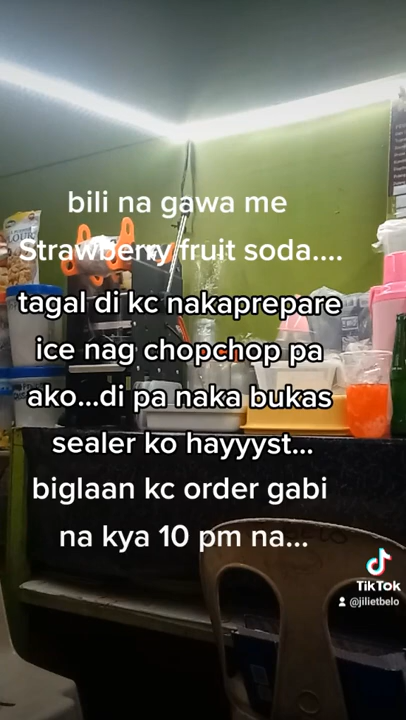 bili na gawa me
Strawberry fruit soda....
tagal di kc nakaprepare
ice nag chopchop pa
ako...di pa naka bukas
sealer ko hayyyst...
biglaan kc order gabi
na kya 10 pm na...
TikTok
@jilietbelo